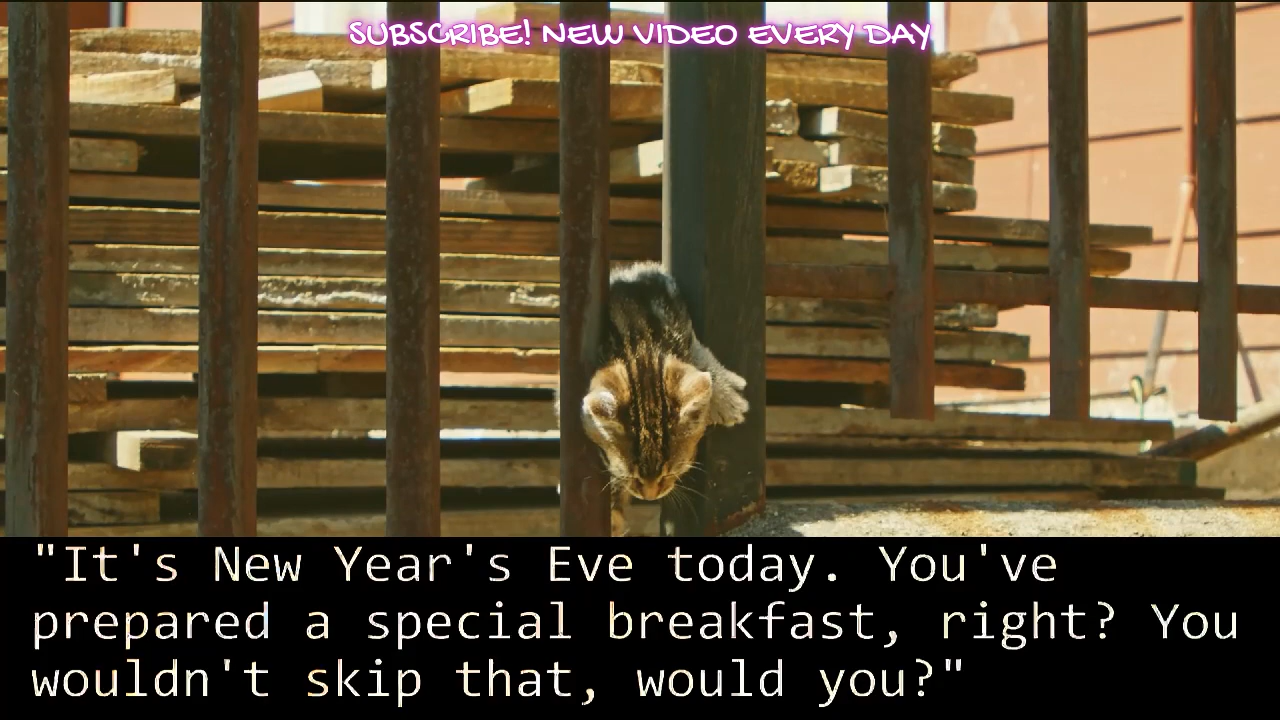 SUBSCRIBE! NEW VIDEO EVERY DAY
"It's New Year's Eve today. You've
prepared a special breakfast, right? You
wouldn't skip that, would you?"